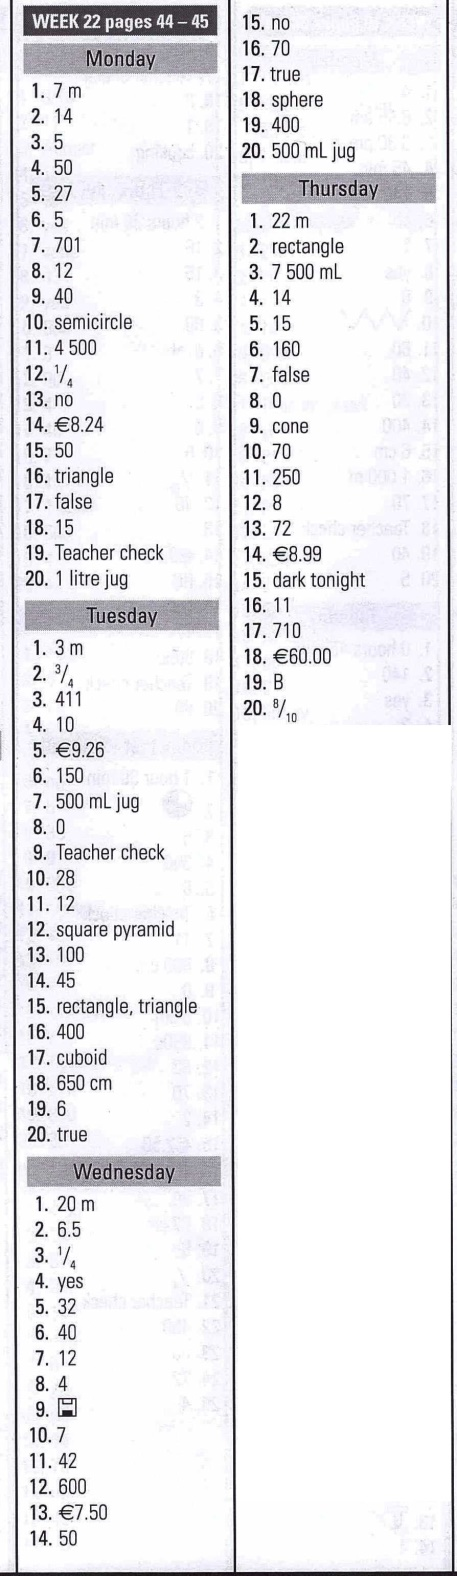 WEEK 22 pages 44 – 45
Monday
1. 7 m
2. 14
3. 5
4. 50
5. 27
6. 5
7. 701
8. 12
9. 40
10. semicircle
11. 4 500
12. 1/4
13. no
14. €8.24
15. 50
16. triangle
17. false
18. 15
19. Teacher check
20. 1 litre jug
Tuesday
1. 3 m
2. 3/4
3. 411
4. 10
5. €9.26
6. 150
7. 500 mL jug
8. 0
9. Teacher check
10. 28
11. 12
12. square pyramid
13. 100
14. 45
15. rectangle, triangle
16. 400
17. cuboid
18. 650 cm
19. 6
20. true
Wednesday
1. 20 m
2. 6.5
3. 1/4
4. yes
5. 32
6. 40
7. 12
8. 4
9.
10. 7
11. 42
12. 600
13. €7.50
14. 50
15. no
16. 70
17. true
18. sphere
19. 400
20. 500 mL jug
Thursday
1. 22 m
2. rectangle
3. 7 500 mL
4. 14
5. 15
6. 160
7. false
8. 0
9. cone
10. 70
11. 250
12. 8
13. 72
14. €8.99
15. dark tonight
16. 11
17. 710
18. €60.00
19. B
20. 8/10